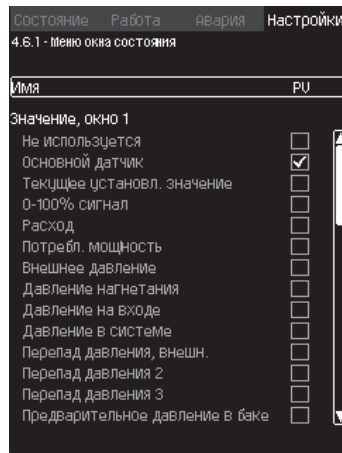 Состояние Работа Авария Настройки
4.6.1 - Меню окна состояния
Имя PV
Значение, окно 1
Не используется
Основной датчик
Текущее установл. значение
0-100% сигнал
Расход
Потребл. мощность
Внешнее давление
Давление нагнетания
Давление на входе
Давление в системе
Перепад давления, внешн.
Перепад давления 2
Перепад давления 3
Предварительное давление в баке